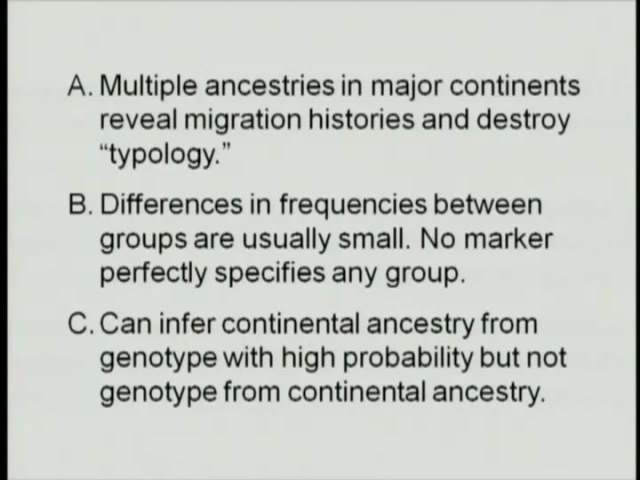 A. Multiple ancestries in major continents
reveal migration histories and destroy
“typology.”
B. Differences in frequencies between
groups are usually small. No marker
perfectly specifies any group.
C. Can infer continental ancestry from
genotype with high probability but not
genotype from continental ancestry.